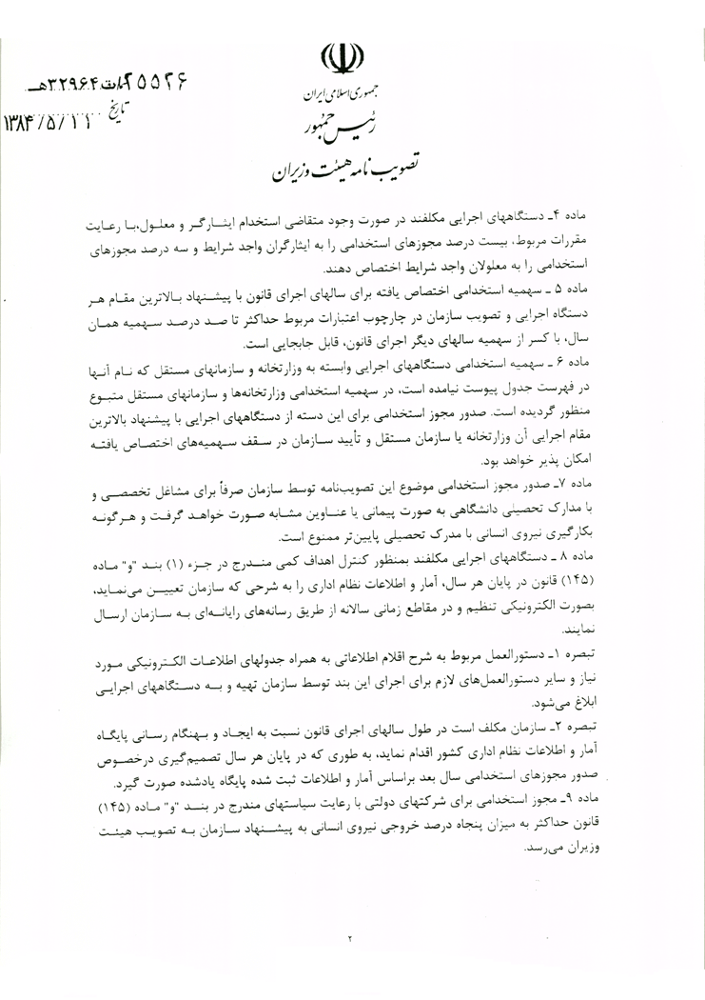 جمهوری اسلامی ایران
رئیس جمهور
تصویب نامه هیئت وزیران
۲۵۵۲۶/ت۳۲۹۶۴هـ
تاریخ ۱۳۸۴/۵/۱۱
ماده ۴ـ دستگاههای اجرایی مکلفند در صورت وجود متقاضی استخدام ایثارگر و معلول،با رعایت
مقررات مربوط، بیست درصد مجوزهای استخدامی را به ایثارگران واجد شرایط و سه درصد مجوزهای
استخدامی را به معلولان واجد شرایط اختصاص دهند.
ماده ۵ ـ سهمیه استخدامی اختصاص یافته برای سالهای اجرای قانون با پیشنهاد بالاترین مقام هر
دستگاه اجرایی و تصویب سازمان در چارچوب اعتبارات مربوط حداکثر تا صد درصد سهمیه همان
سال، با کسر از سهمیه سالهای دیگر اجرای قانون، قابل جابجایی است.
ماده ۶ ـ سهمیه استخدامی دستگاههای اجرایی وابسته به وزارتخانه و سازمانهای مستقل که نام آنها
در فهرست جدول پیوست نیامده است، در سهمیه استخدامی وزارتخانه‌ها و سازمانهای مستقل متبوع
منظور گردیده است. صدور مجوز استخدامی برای این دسته از دستگاههای اجرایی با پیشنهاد بالاترین
مقام اجرایی آن وزارتخانه یا سازمان مستقل و تأیید سازمان در سقف سهمیه‌های اختصاص یافته
امکان پذیر خواهد بود.
ماده ۷ـ صدور مجوز استخدامی موضوع این تصویب‌نامه توسط سازمان صرفاً برای مشاغل تخصصی و
با مدارک تحصیلی دانشگاهی به صورت پیمانی یا عناوین مشابه صورت خواهد گرفت و هرگونه
بکارگیری نیروی انسانی با مدرک تحصیلی پایین‌تر ممنوع است.
ماده ۸ ـ دستگاههای اجرایی مکلفند بمنظور کنترل اهداف کمی مندرج در جزء (۱) بند "و" ماده
(۱۴۵) قانون در پایان هر سال، آمار و اطلاعات نظام اداری را به شرحی که سازمان تعیین می‌نماید،
بصورت الکترونیکی تنظیم و در مقاطع زمانی سالانه از طریق رسانه‌های رایانه‌ای به سازمان ارسال
نمایند.
تبصره ۱ـ دستورالعمل مربوط به شرح اقلام اطلاعاتی به همراه جدولهای اطلاعات الکترونیکی مورد
نیاز و سایر دستورالعمل‌های لازم برای اجرای این بند توسط سازمان تهیه و به دستگاههای اجرایی
ابلاغ می‌شود.
تبصره ۲ـ سازمان مکلف است در طول سالهای اجرای قانون نسبت به ایجاد و بهنگام رسانی پایگاه
آمار و اطلاعات نظام اداری کشور اقدام نماید، به طوری که در پایان هر سال تصمیم‌گیری درخصوص
صدور مجوزهای استخدامی سال بعد براساس آمار و اطلاعات ثبت شده پایگاه یادشده صورت گیرد.
ماده ۹ـ مجوز استخدامی برای شرکتهای دولتی با رعایت سیاستهای مندرج در بند "و" ماده (۱۴۵)
قانون حداکثر به میزان پنجاه درصد خروجی نیروی انسانی به پیشنهاد سازمان به تصویب هیئت
وزیران می‌رسد.
۲